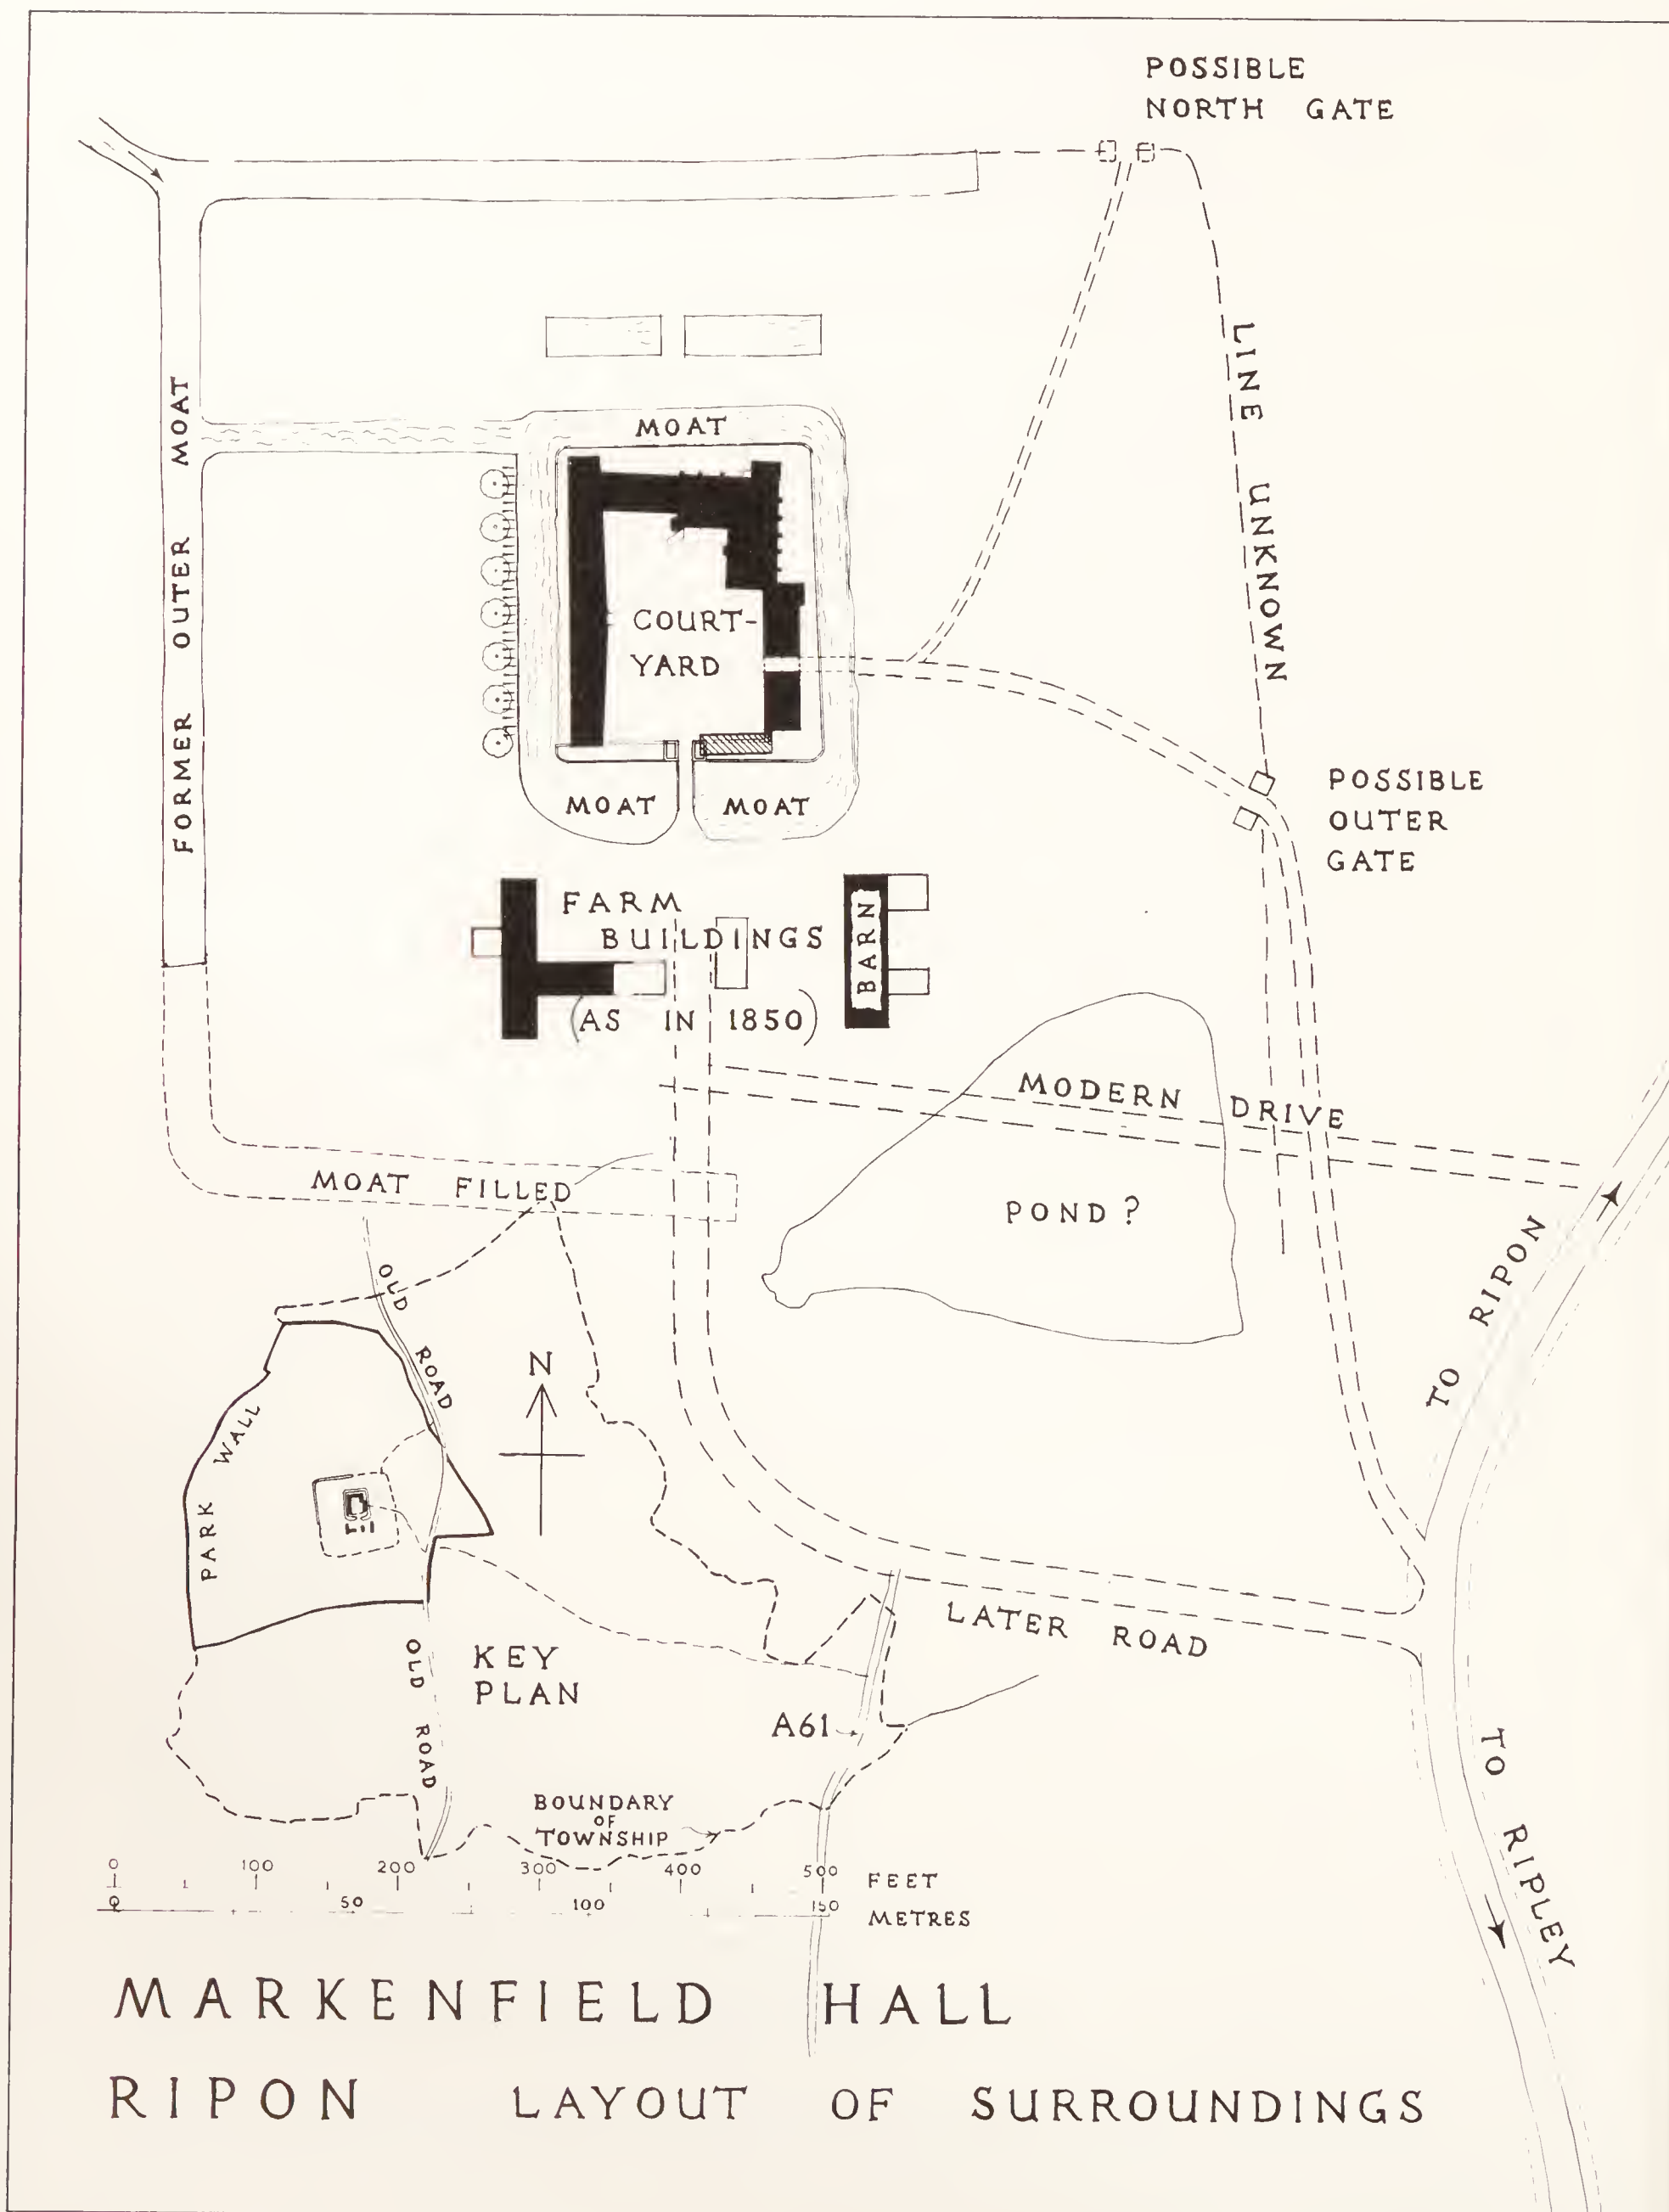 POSSIBLE
NORTH GATE
LINE UNKNOWN
FORMER OUTER MOAT
MOAT
COURT-
YARD
MOAT
MOAT
POSSIBLE
OUTER
GATE
FARM
BUILDINGS
(AS IN 1850)
BARN
MODERN DRIVE
MOAT FILLED
POND ?
TO RIPON
OLD ROAD
N
PARK WALL
LATER ROAD
KEY
PLAN
OLD ROAD
A61
TO RIPLEY
BOUNDARY
OF
TOWNSHIP
0 100 200 300 400 500 FEET
0 50 100 150 METRES
MARKENFIELD HALL
RIPON LAYOUT OF SURROUNDINGS